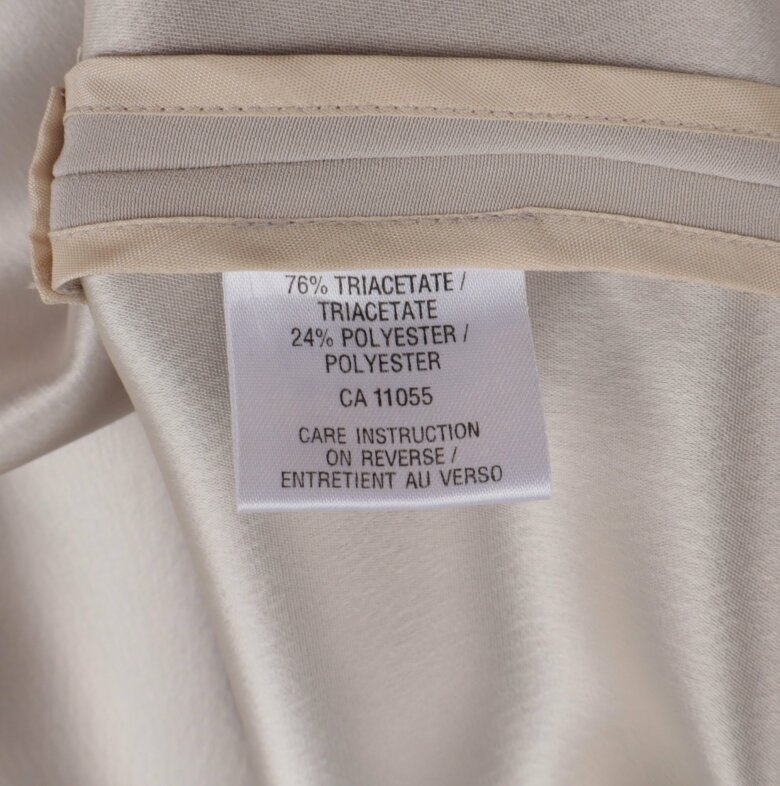 76% TRIACETATE /
TRIACETATE
24% POLYESTER /
POLYESTER
CA 11055
CARE INSTRUCTION
ON REVERSE /
ENTRETIENT AU VERSO